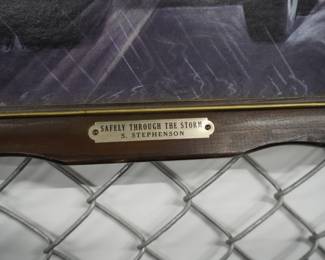 SAFELY THROUGH THE STORM
S. STEPHENSON